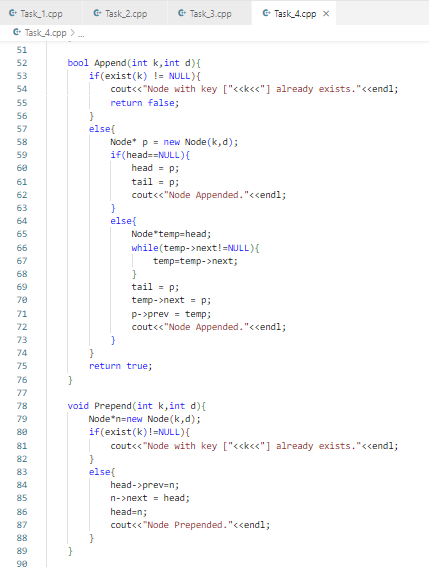 Task_1.cpp Task_2.cpp Task_3.cpp Task_4.cpp ×
Task_4.cpp > ...
51
52 bool Append(int k,int d){
53 if(exist(k) != NULL){
54 cout<<"Node with key ["<<k<<"] already exists."<<endl;
55 return false;
56 }
57 else{
58 Node* p = new Node(k,d);
59 if(head==NULL){
60 head = p;
61 tail = p;
62 cout<<"Node Appended."<<endl;
63 }
64 else{
65 Node*temp=head;
66 while(temp->next!=NULL){
67 temp=temp->next;
68 }
69 tail = p;
70 temp->next = p;
71 p->prev = temp;
72 cout<<"Node Appended."<<endl;
73 }
74 }
75 return true;
76 }
77
78 void Prepend(int k,int d){
79 Node*n=new Node(k,d);
80 if(exist(k)!=NULL){
81 cout<<"Node with key ["<<k<<"] already exists."<<endl;
82 }
83 else{
84 head->prev=n;
85 n->next = head;
86 head=n;
87 cout<<"Node Prepended."<<endl;
88 }
89 }
90